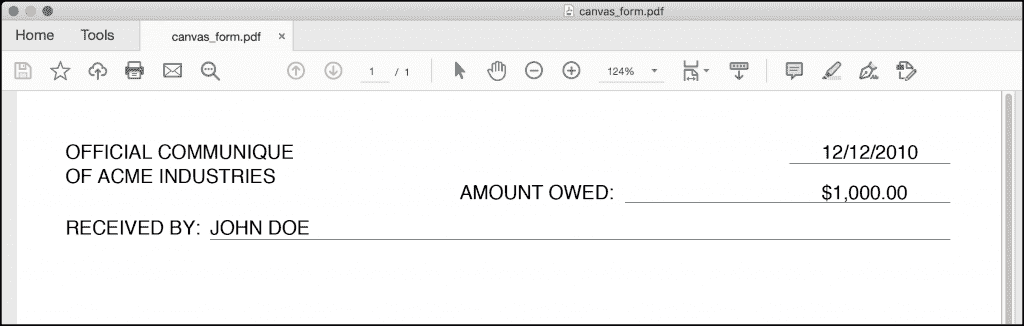 canvas_form.pdf
Home Tools canvas_form.pdf ×
1 / 1 124%
OFFICIAL COMMUNIQUE 12/12/2010
OF ACME INDUSTRIES
AMOUNT OWED: $1,000.00
RECEIVED BY: JOHN DOE